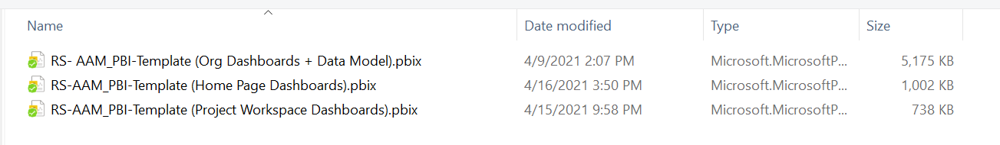 Name Date modified Type Size
RS- AAM_PBI-Template (Org Dashboards + Data Model).pbix 4/9/2021 2:07 PM Microsoft.MicrosoftP... 5,175 KB
RS-AAM_PBI-Template (Home Page Dashboards).pbix 4/16/2021 3:50 PM Microsoft.MicrosoftP... 1,002 KB
RS-AAM_PBI-Template (Project Workspace Dashboards).pbix 4/15/2021 9:58 PM Microsoft.MicrosoftP... 738 KB